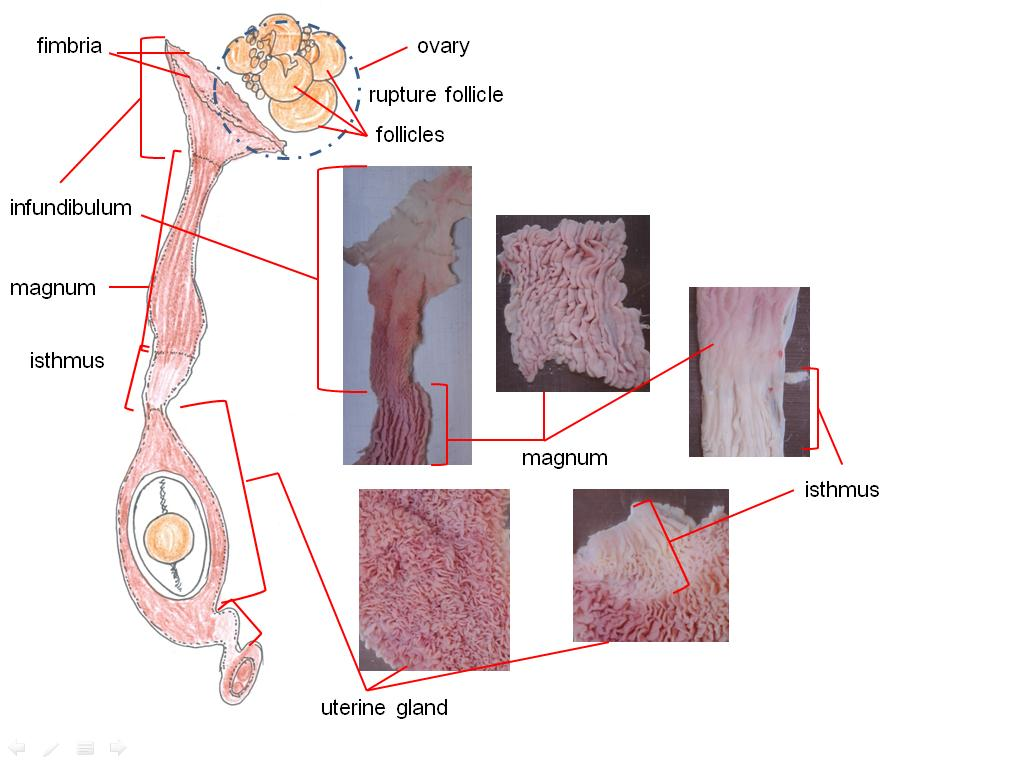 fimbria
ovary
rupture follicle
follicles
infundibulum
magnum
isthmus
magnum
isthmus
uterine gland